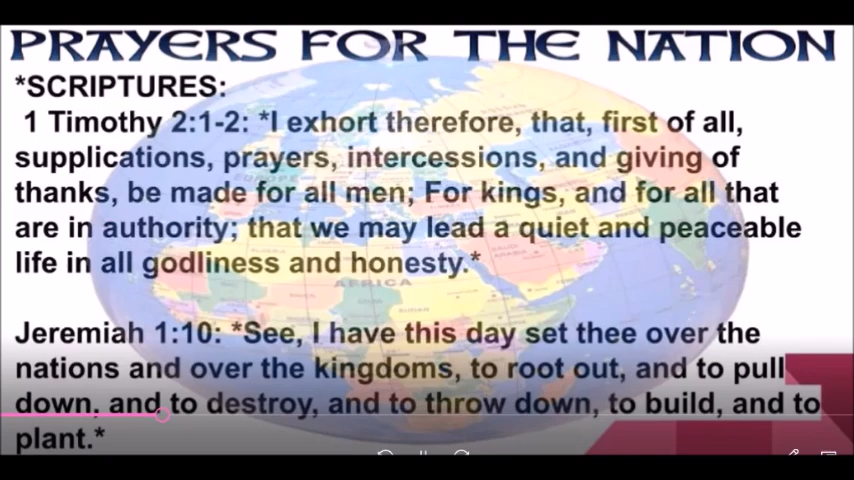 PRAYERS FOR THE NATION
*SCRIPTURES:
1 Timothy 2:1-2: *I exhort therefore, that, first of all,
supplications, prayers, intercessions, and giving of
thanks, be made for all men; For kings, and for all that
are in authority; that we may lead a quiet and peaceable
life in all godliness and honesty.*
Jeremiah 1:10: *See, I have this day set thee over the
nations and over the kingdoms, to root out, and to pull
down, and to destroy, and to throw down, to build, and to
plant.*
AFRICA